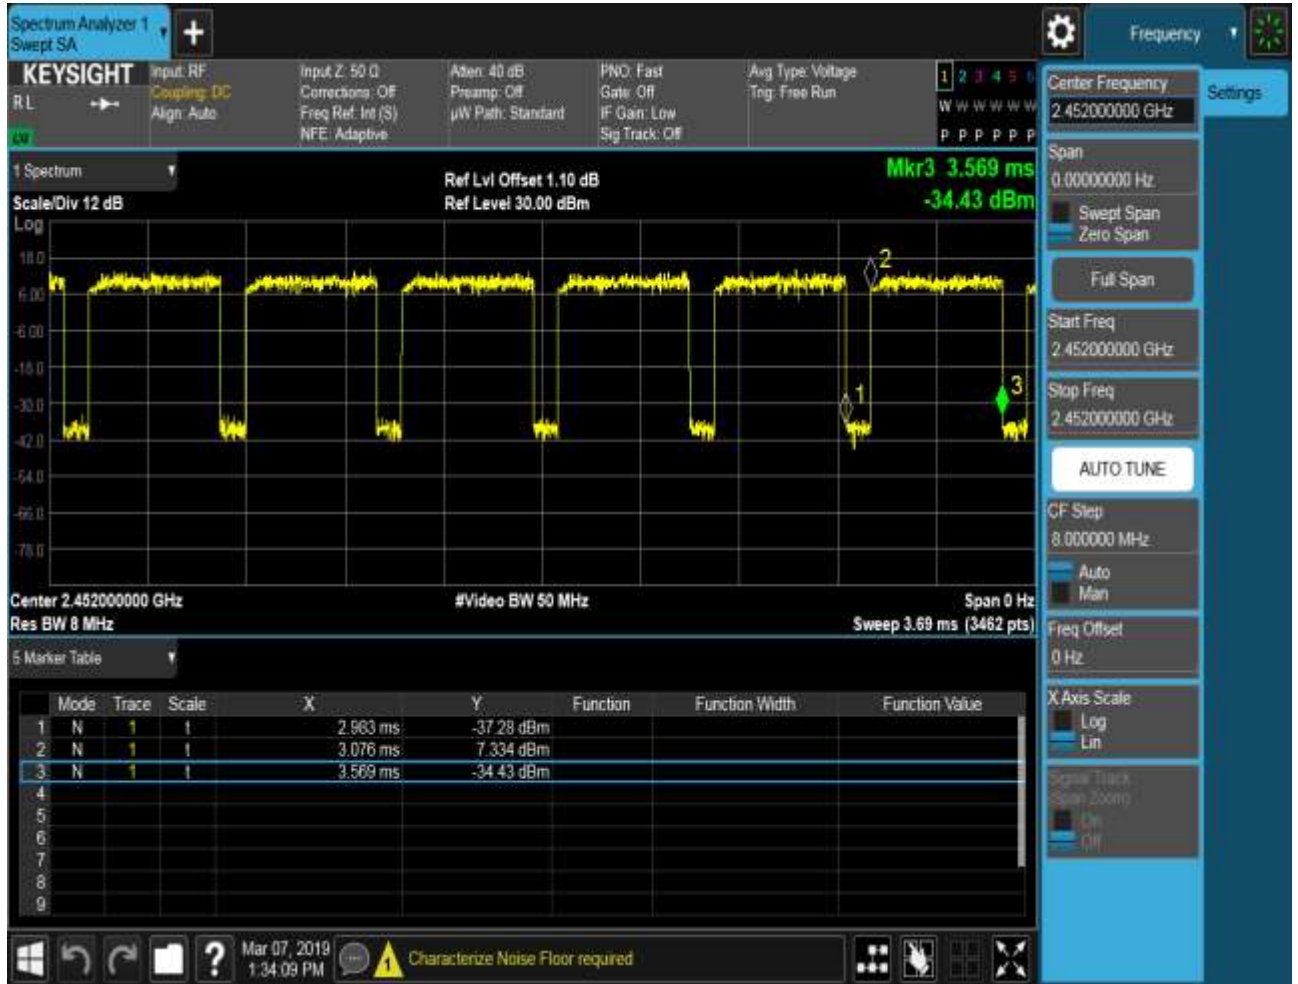 Spectrum Analyzer 1
Swept SA
+
Frequency
KEYSIGHT
RL
Input: RF
Coupling: DC
Align: Auto
Input Z: 50 Ω
Corrections: Off
Freq Ref: Int (S)
NFE: Adaptive
Atten: 40 dB
Preamp: Off
µW Path: Standard
PNO: Fast
Gate: Off
IF Gain: Low
Sig Track: Off
Avg Type: Voltage
Trig: Free Run
1 2 3 4 5 6
W W W W W W
P P P P P P
1 Spectrum
Scale/Div 12 dB
Ref Lvl Offset 1.10 dB
Ref Level 30.00 dBm
Mkr3 3.569 ms
-34.43 dBm
Log
18.0
6.00
-6.00
-18.0
-30.0
-42.0
-54.0
-66.0
-78.0
1
2
3
Center 2.452000000 GHz
Res BW 8 MHz
#Video BW 50 MHz
Span 0 Hz
Sweep 3.69 ms (3462 pts)
5 Marker Table
Mode Trace Scale X Y Function Function Width Function Value
1 N 1 t 2.983 ms -37.28 dBm
2 N 1 t 3.076 ms 7.334 dBm
3 N 1 t 3.569 ms -34.43 dBm
4
5
6
7
8
9
Center Frequency
2.452000000 GHz
Settings
Span
0.00000000 Hz
Swept Span
Zero Span
Full Span
Start Freq
2.452000000 GHz
Stop Freq
2.452000000 GHz
AUTO TUNE
CF Step
8.000000 MHz
Auto
Man
Freq Offset
0 Hz
X Axis Scale
Log
Lin
Signal Track
(Span Zoom)
On
Off
?
Mar 07, 2019
1:34:09 PM
1
Characterize Noise Floor required